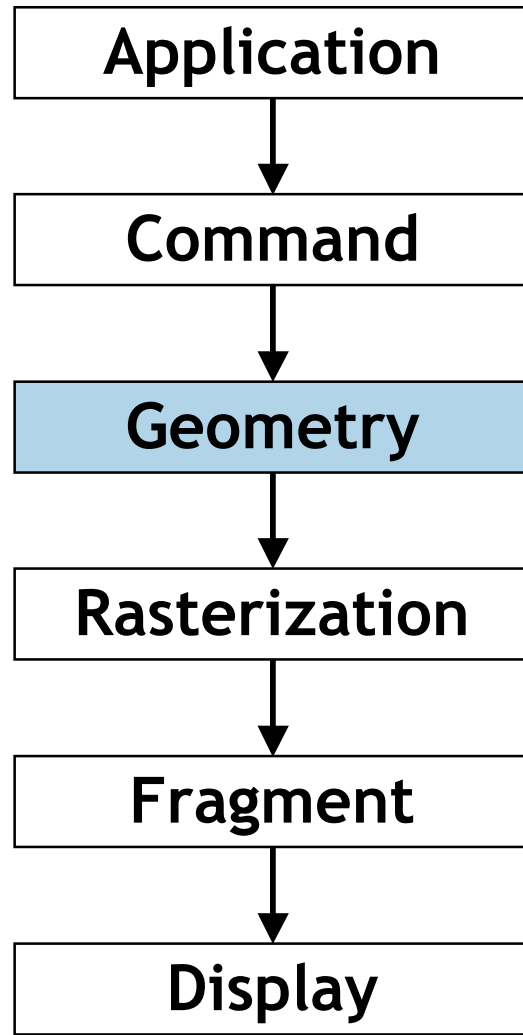 Application
Command
Geometry
Rasterization
Fragment
Display